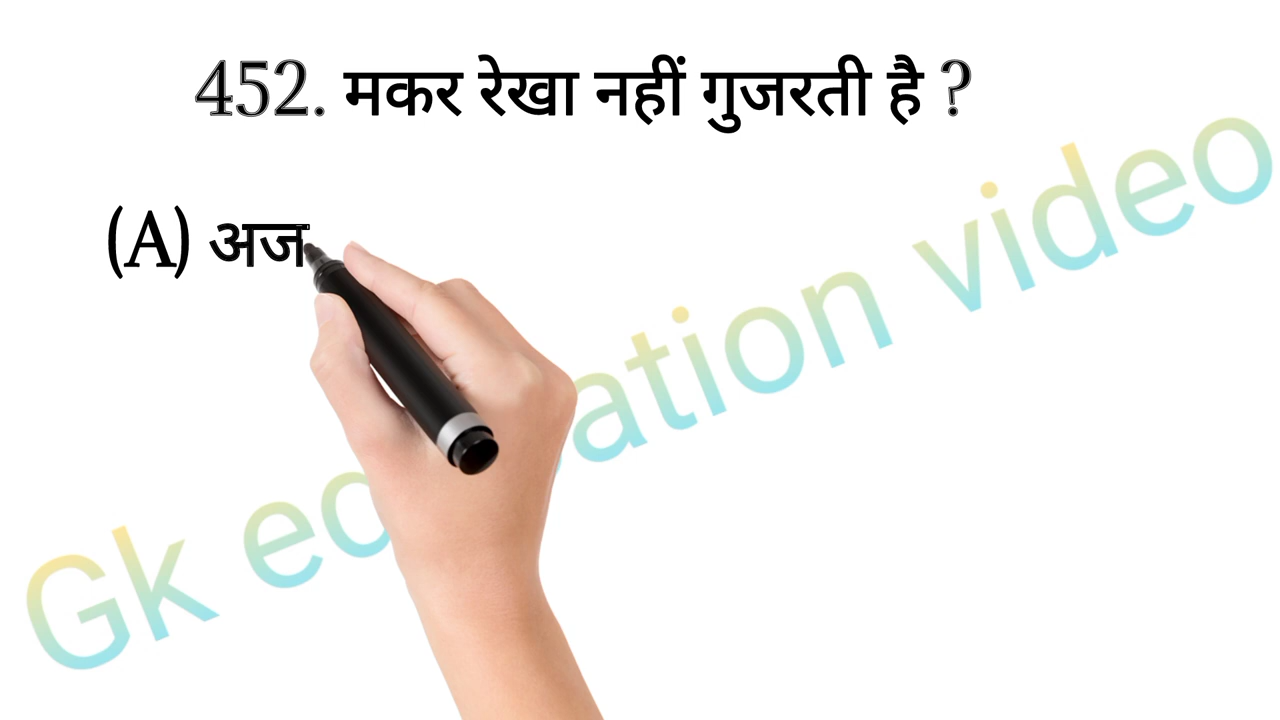 452. मकर रेखा नहीं गुजरती है ?
(A) अज
Gk education video